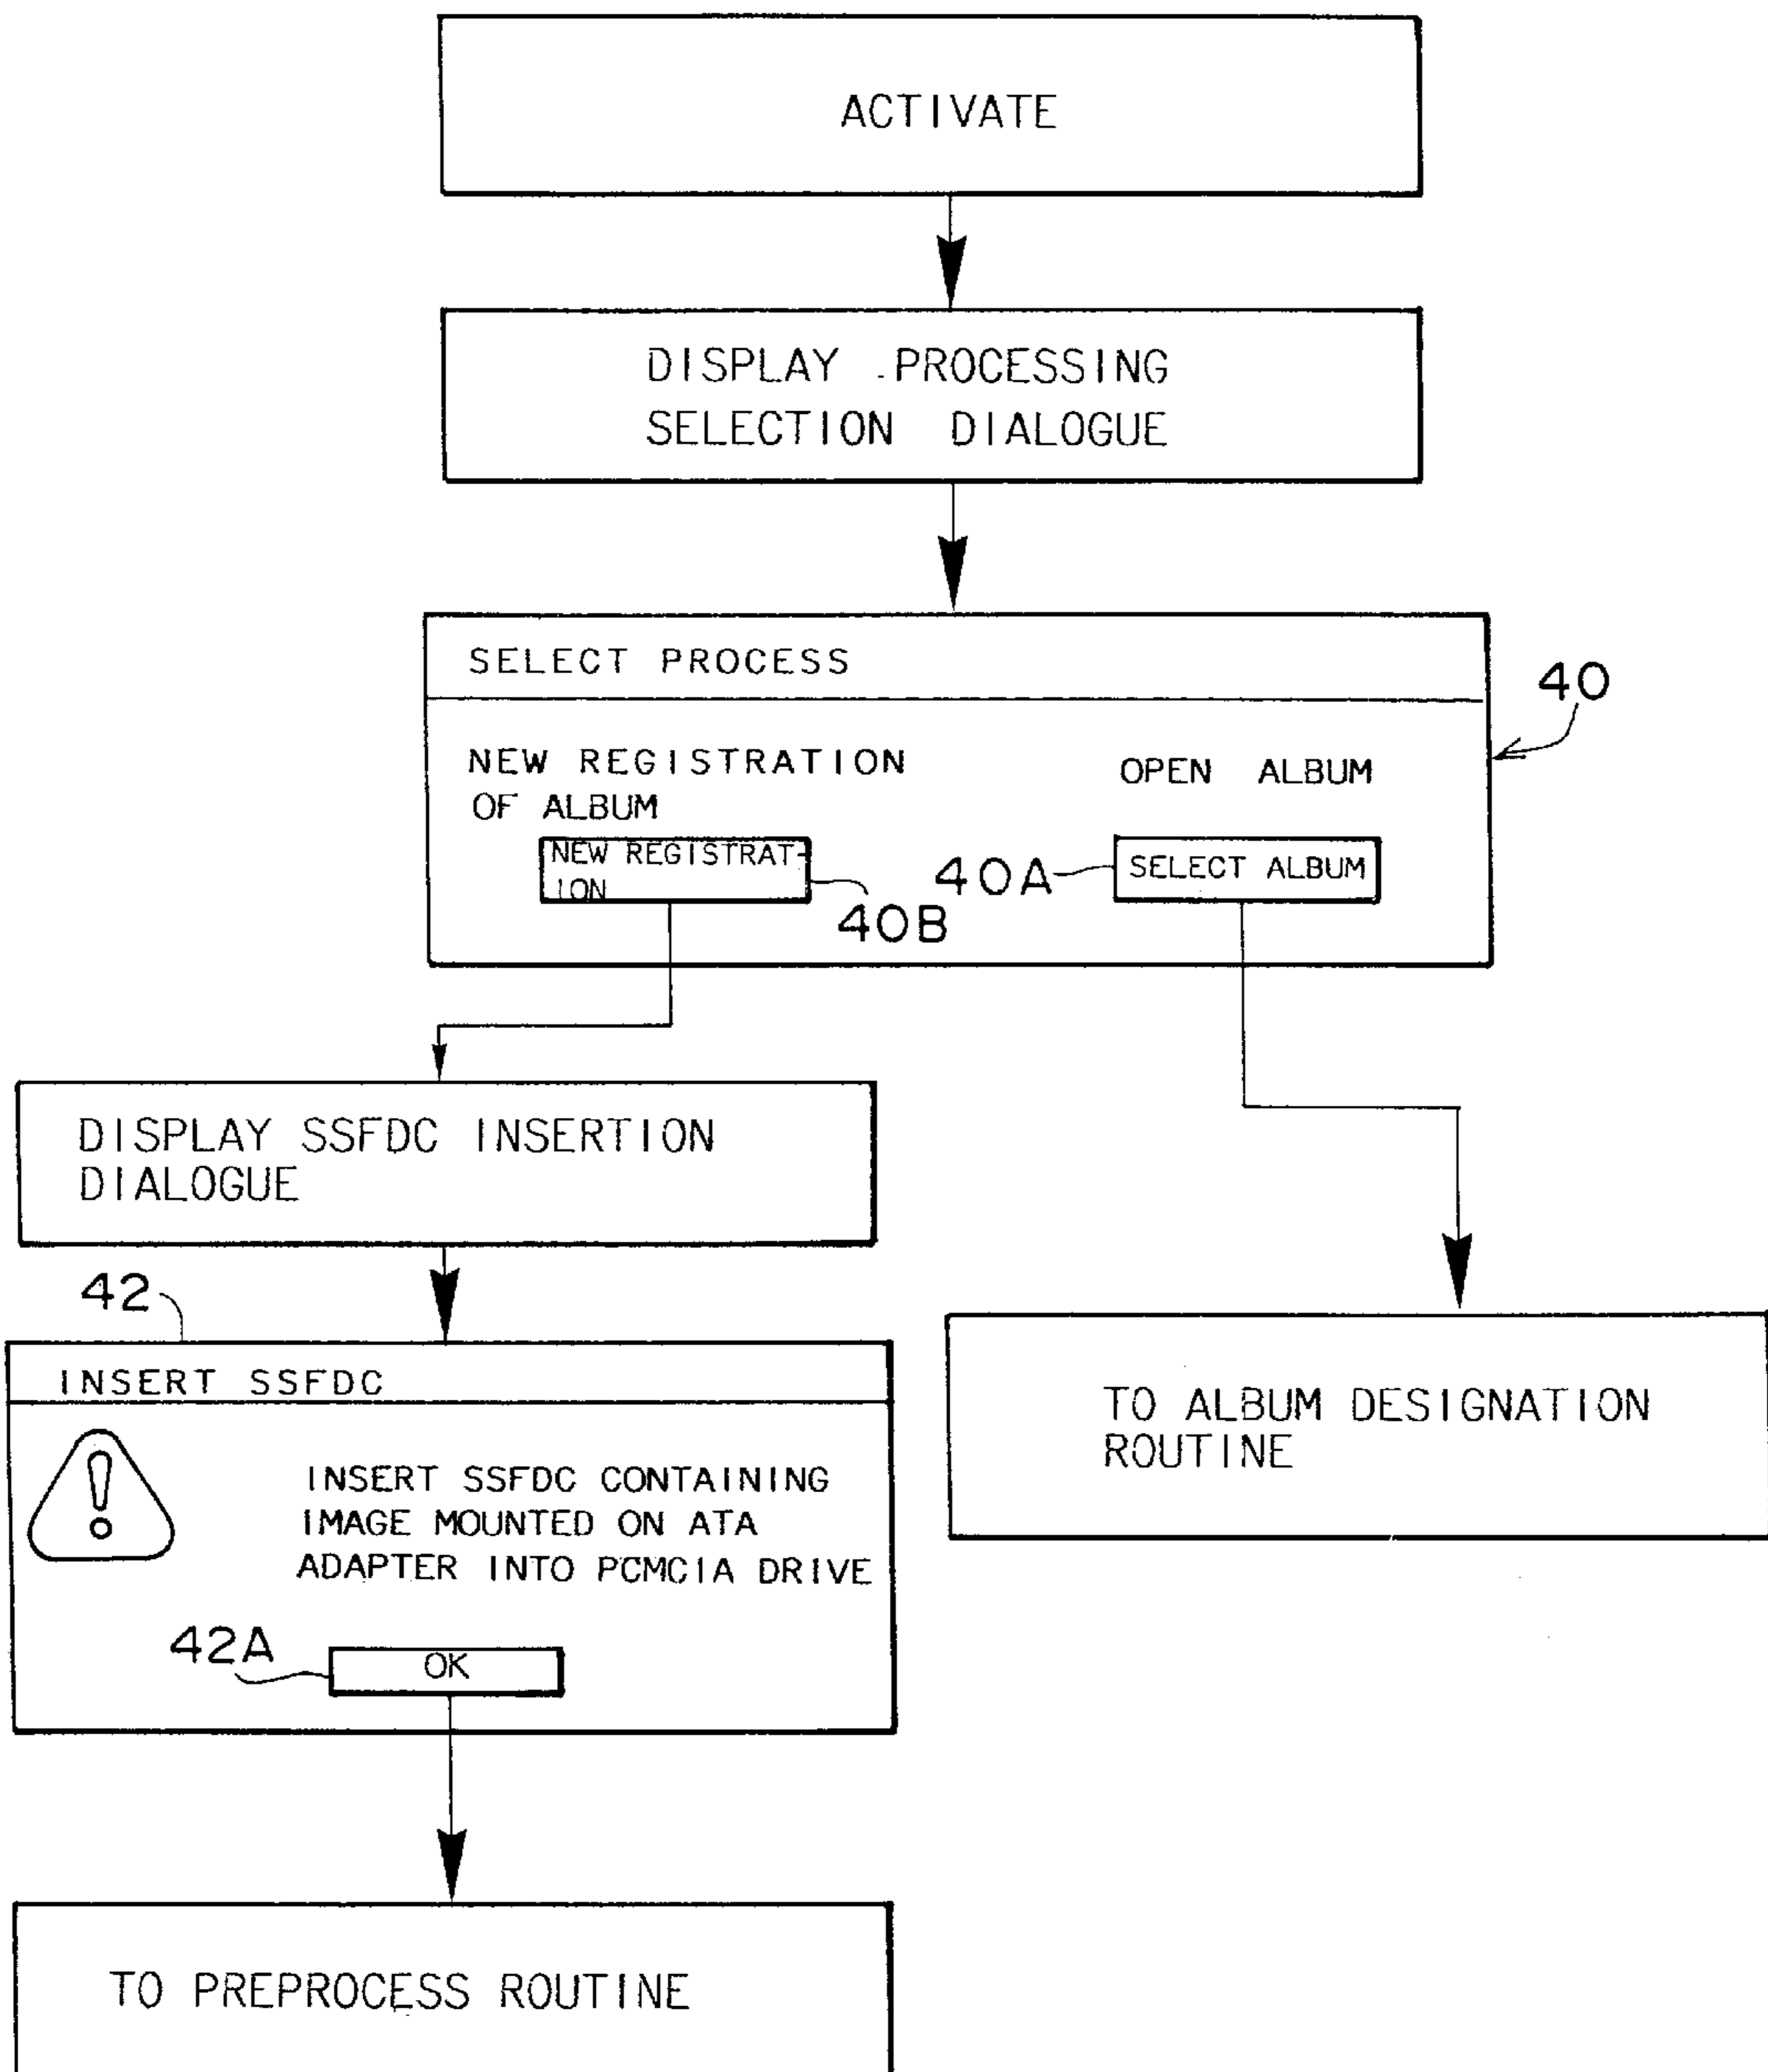 ACTIVATE
DISPLAY PROCESSING
SELECTION DIALOGUE
SELECT PROCESS
40
NEW REGISTRATION
OF ALBUM
OPEN ALBUM
NEW REGISTRAT-
ION
40B
40A
SELECT ALBUM
DISPLAY SSFDC INSERTION
DIALOGUE
42
INSERT SSFDC
!
INSERT SSFDC CONTAINING
IMAGE MOUNTED ON ATA
ADAPTER INTO PCMCIA DRIVE
42A
OK
TO ALBUM DESIGNATION
ROUTINE
TO PREPROCESS ROUTINE